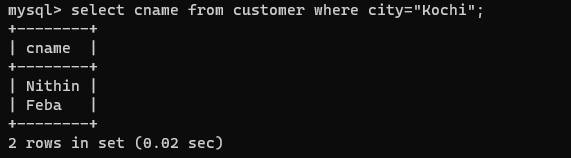 mysql> select cname from customer where city="Kochi";
+--------+
| cname  |
+--------+
| Nithin |
| Feba   |
+--------+
2 rows in set (0.02 sec)